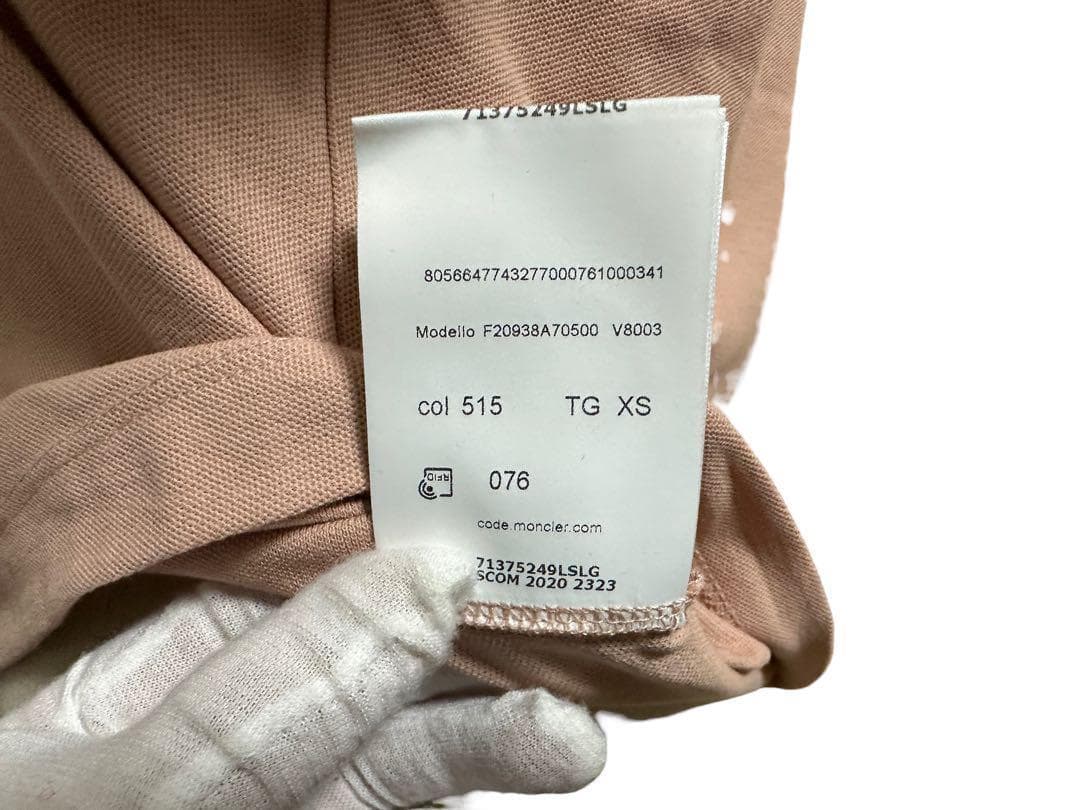 71375249LSLG
8056647743277000761000341
Modello F20938A70500 V8003
col 515 TG XS
RFID 076
code.moncler.com
71375249LSLG
SCOM 2020 2323